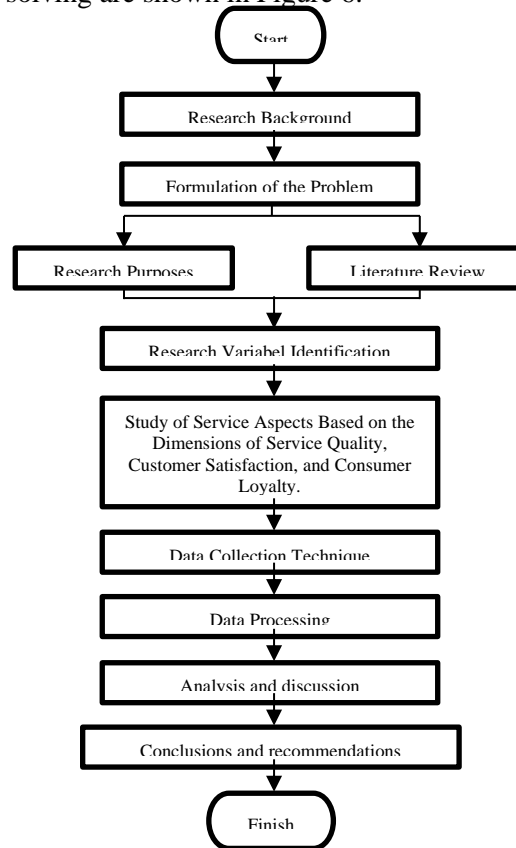 solving are shown in Figure 8.
Start
Research Background
Formulation of the Problem
Research Purposes
Literature Review
Research Variabel Identification
Study of Service Aspects Based on the
Dimensions of Service Quality,
Customer Satisfaction, and Consumer
Loyalty.
Data Collection Technique
Data Processing
Analysis and discussion
Conclusions and recommendations
Finish